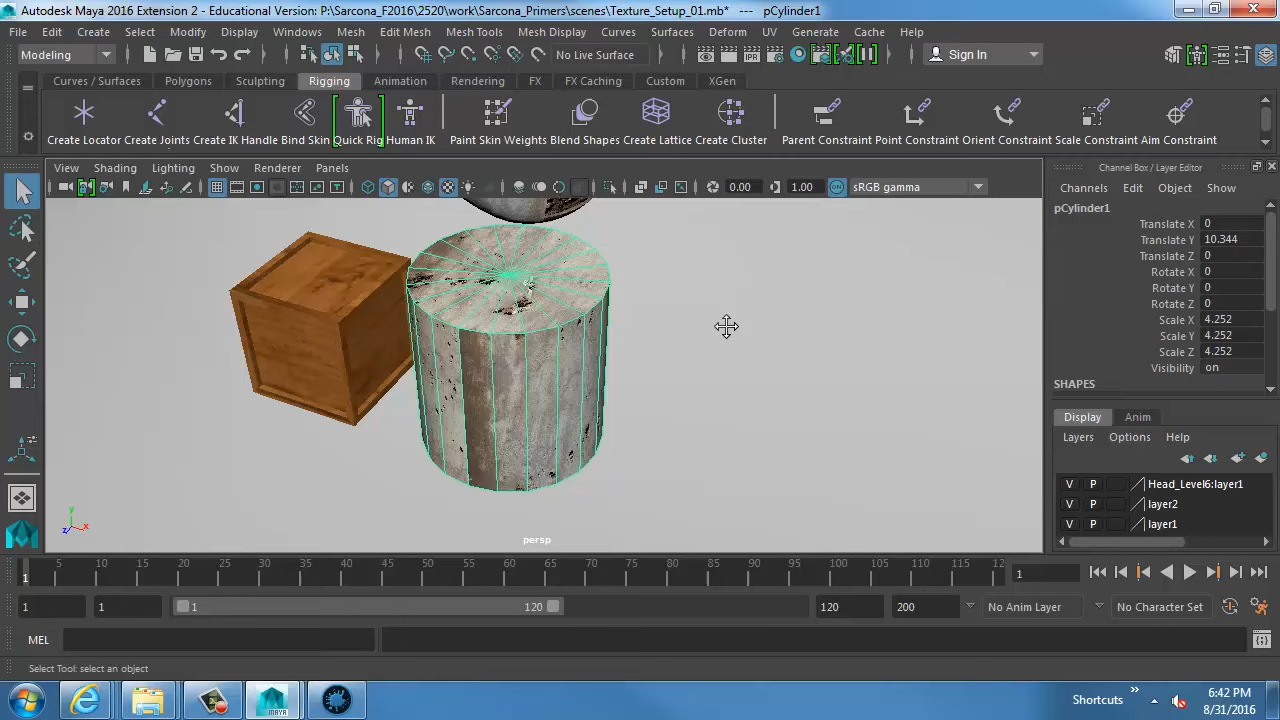 Autodesk Maya 2016 Extension 2 - Educational Version: P:\Sarcona_F2016\2520\work\Sarcona_Primers\scenes\Texture_Setup_01.mb* --- pCylinder1
File Edit Create Select Modify Display Windows Mesh Edit Mesh Mesh Tools Mesh Display Curves Surfaces Deform UV Generate Cache Help
Modeling No Live Surface Sign In
Curves / Surfaces Polygons Sculpting Rigging Animation Rendering FX FX Caching Custom XGen
Create Locator Create Joints Create IK Handle Bind Skin Quick Rig Human IK Paint Skin Weights Blend Shapes Create Lattice Create Cluster Parent Constraint Point Constraint Orient Constraint Scale Constraint Aim Constraint
View Shading Lighting Show Renderer Panels
0.00 1.00 ON sRGB gamma
Channel Box / Layer Editor
Channels Edit Object Show
pCylinder1
Translate X 0
Translate Y 10.344
Translate Z 0
Rotate X 0
Rotate Y 0
Rotate Z 0
Scale X 4.252
Scale Y 4.252
Scale Z 4.252
Visibility on
SHAPES
Display Anim
Layers Options Help
V P Head_Level6:layer1
V P layer2
V P layer1
y
z x
persp
5 10 15 20 25 30 35 40 45 50 55 60 65 70 75 80 85 90 95 100 105 110 115 12
1 1
1 1 1 120 120 200 No Anim Layer No Character Set
MEL
Select Tool: select an object
MAYA Shortcuts 6:42 PM
8/31/2016